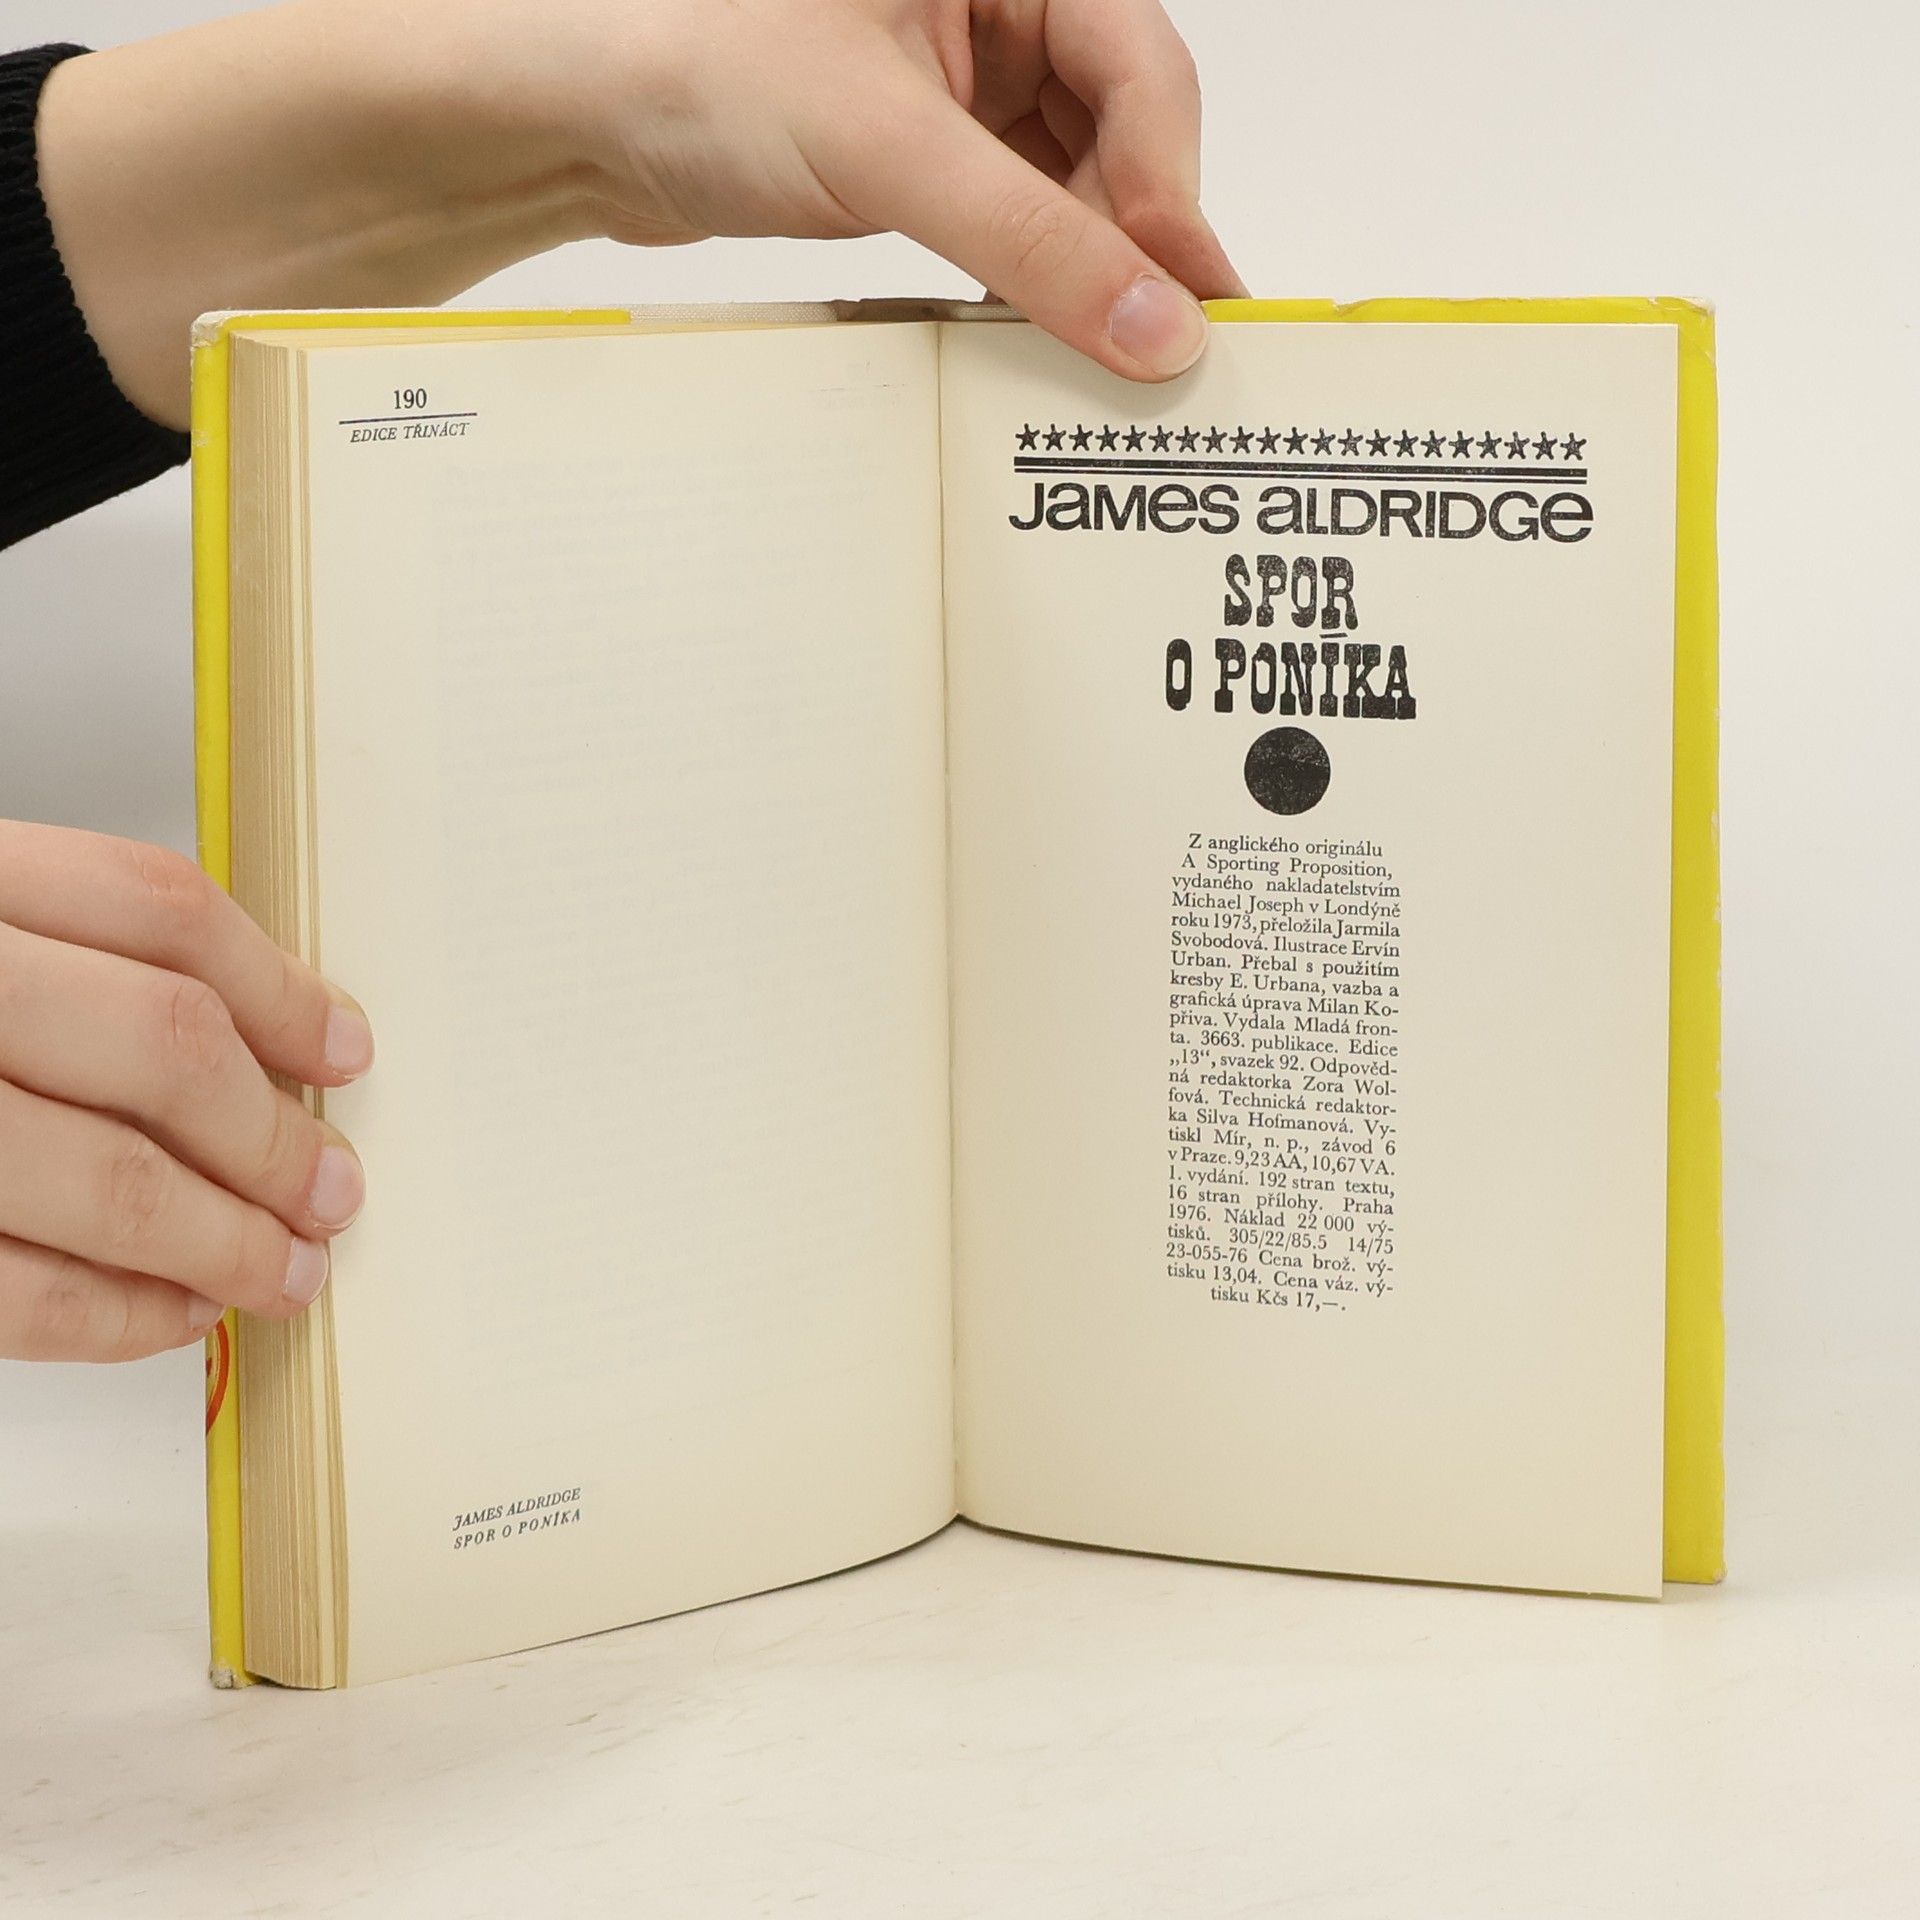 190
EDICE TŘINÁCT
JAMES ALDRIDGE
SPOR O PONÍKA
JAMES ALDRIDGE
SPOR
O PONÍKA
Z anglického originálu
A Sporting Proposition,
vydaného nakladatelstvím
Michael Joseph v Londýně
roku 1973, přeložila Jarmila
Svobodová. Ilustrace Ervín
Urban. Přebal s použitím
kresby E. Urbana, vazba a
grafická úprava Milan Ko-
přiva. Vydala Mladá fron-
ta. 3663. publikace. Edice
„13“, svazek 92. Odpověd-
ná redaktorka Zora Wol-
fová. Technická redaktor-
ka Silva Hofmanová. Vy-
tiskl Mír, n. p., závod 6
v Praze. 9,23 AA, 10,67 VA.
1. vydání. 192 stran textu,
16 stran přílohy. Praha
1976. Náklad 22 000 vý-
tisků. 305/22/85.5 14/75
23-055-76 Cena brož. vý-
tisku 13,04. Cena váz. vý-
tisku Kčs 17,—.